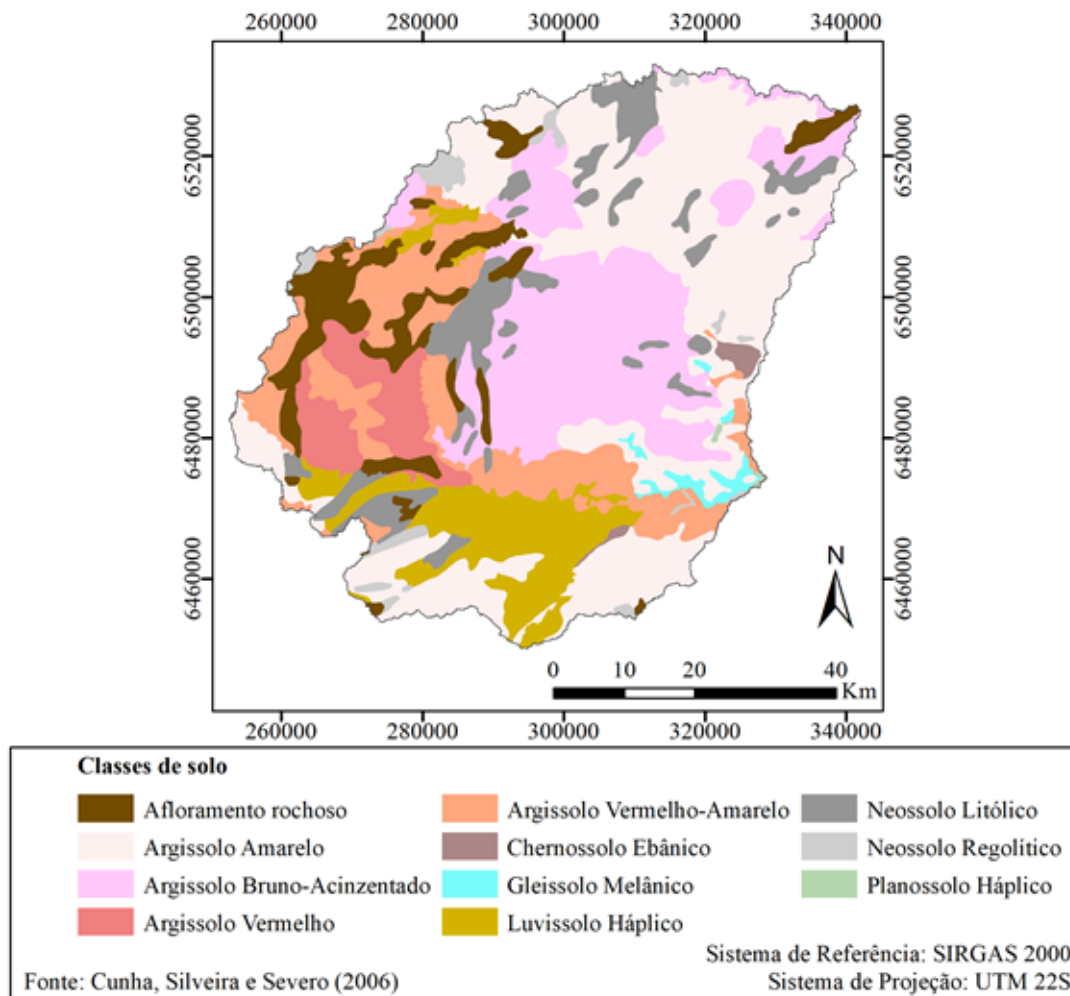 260000 280000 300000 320000 340000
6520000 6520000
6500000 6500000
6480000 6480000
6460000 6460000
N
0 10 20 40
Km
260000 280000 300000 320000 340000
Classes de solo
Afloramento rochoso
Argissolo Amarelo
Argissolo Bruno-Acinzentado
Argissolo Vermelho
Argissolo Vermelho-Amarelo
Chernossolo Ebânico
Gleissolo Melânico
Luvissolo Háplico
Neossolo Litólico
Neossolo Regolítico
Planossolo Háplico
Fonte: Cunha, Silveira e Severo (2006)
Sistema de Referência: SIRGAS 2000
Sistema de Projeção: UTM 22S